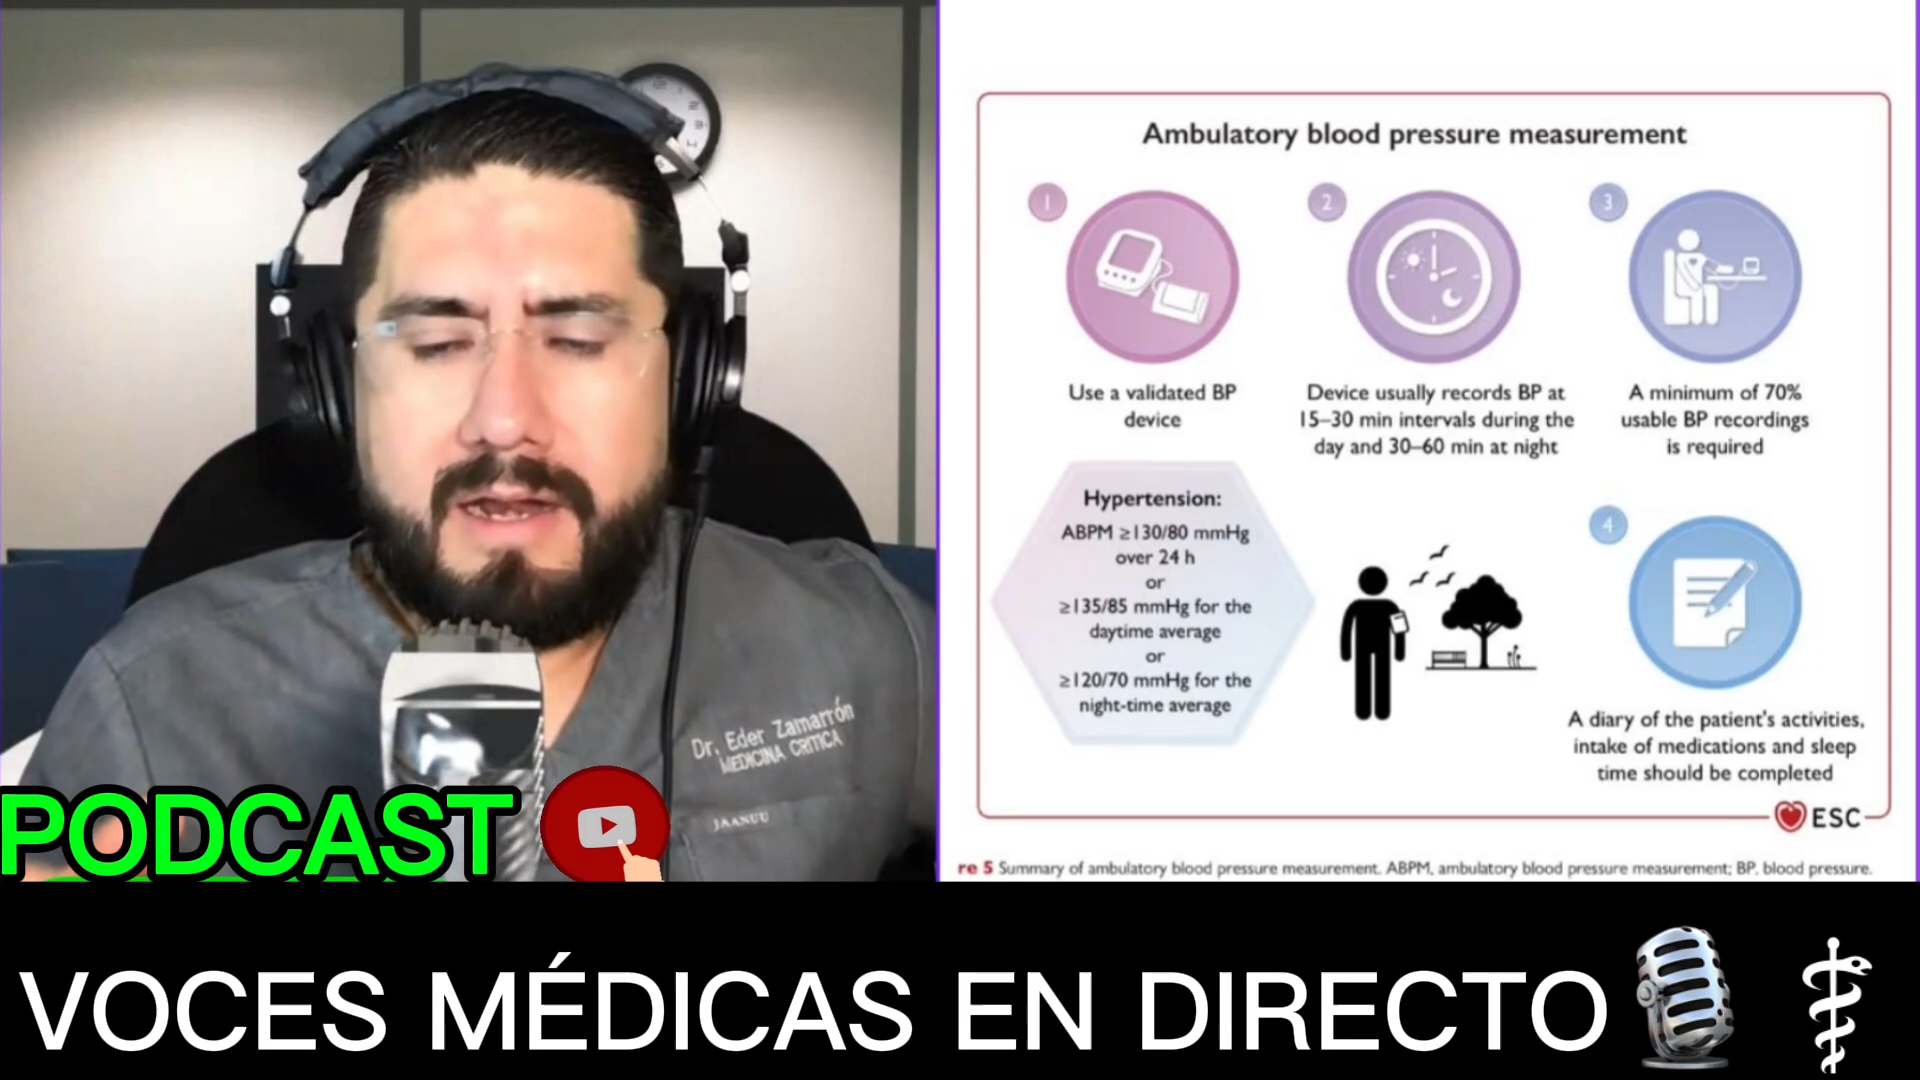 Dr. Eder Zamarrón
MEDICINA CRITICA
JAANUU
PODCAST
Ambulatory blood pressure measurement
1
2
3
Use a validated BP
device
Device usually records BP at
15–30 min intervals during the
day and 30–60 min at night
A minimum of 70%
usable BP recordings
is required
Hypertension:
ABPM ≥130/80 mmHg
over 24 h
or
≥135/85 mmHg for the
daytime average
or
≥120/70 mmHg for the
night-time average
4
A diary of the patient's activities,
intake of medications and sleep
time should be completed
ESC
re 5 Summary of ambulatory blood pressure measurement. ABPM, ambulatory blood pressure measurement; BP, blood pressure.
VOCES MÉDICAS EN DIRECTO